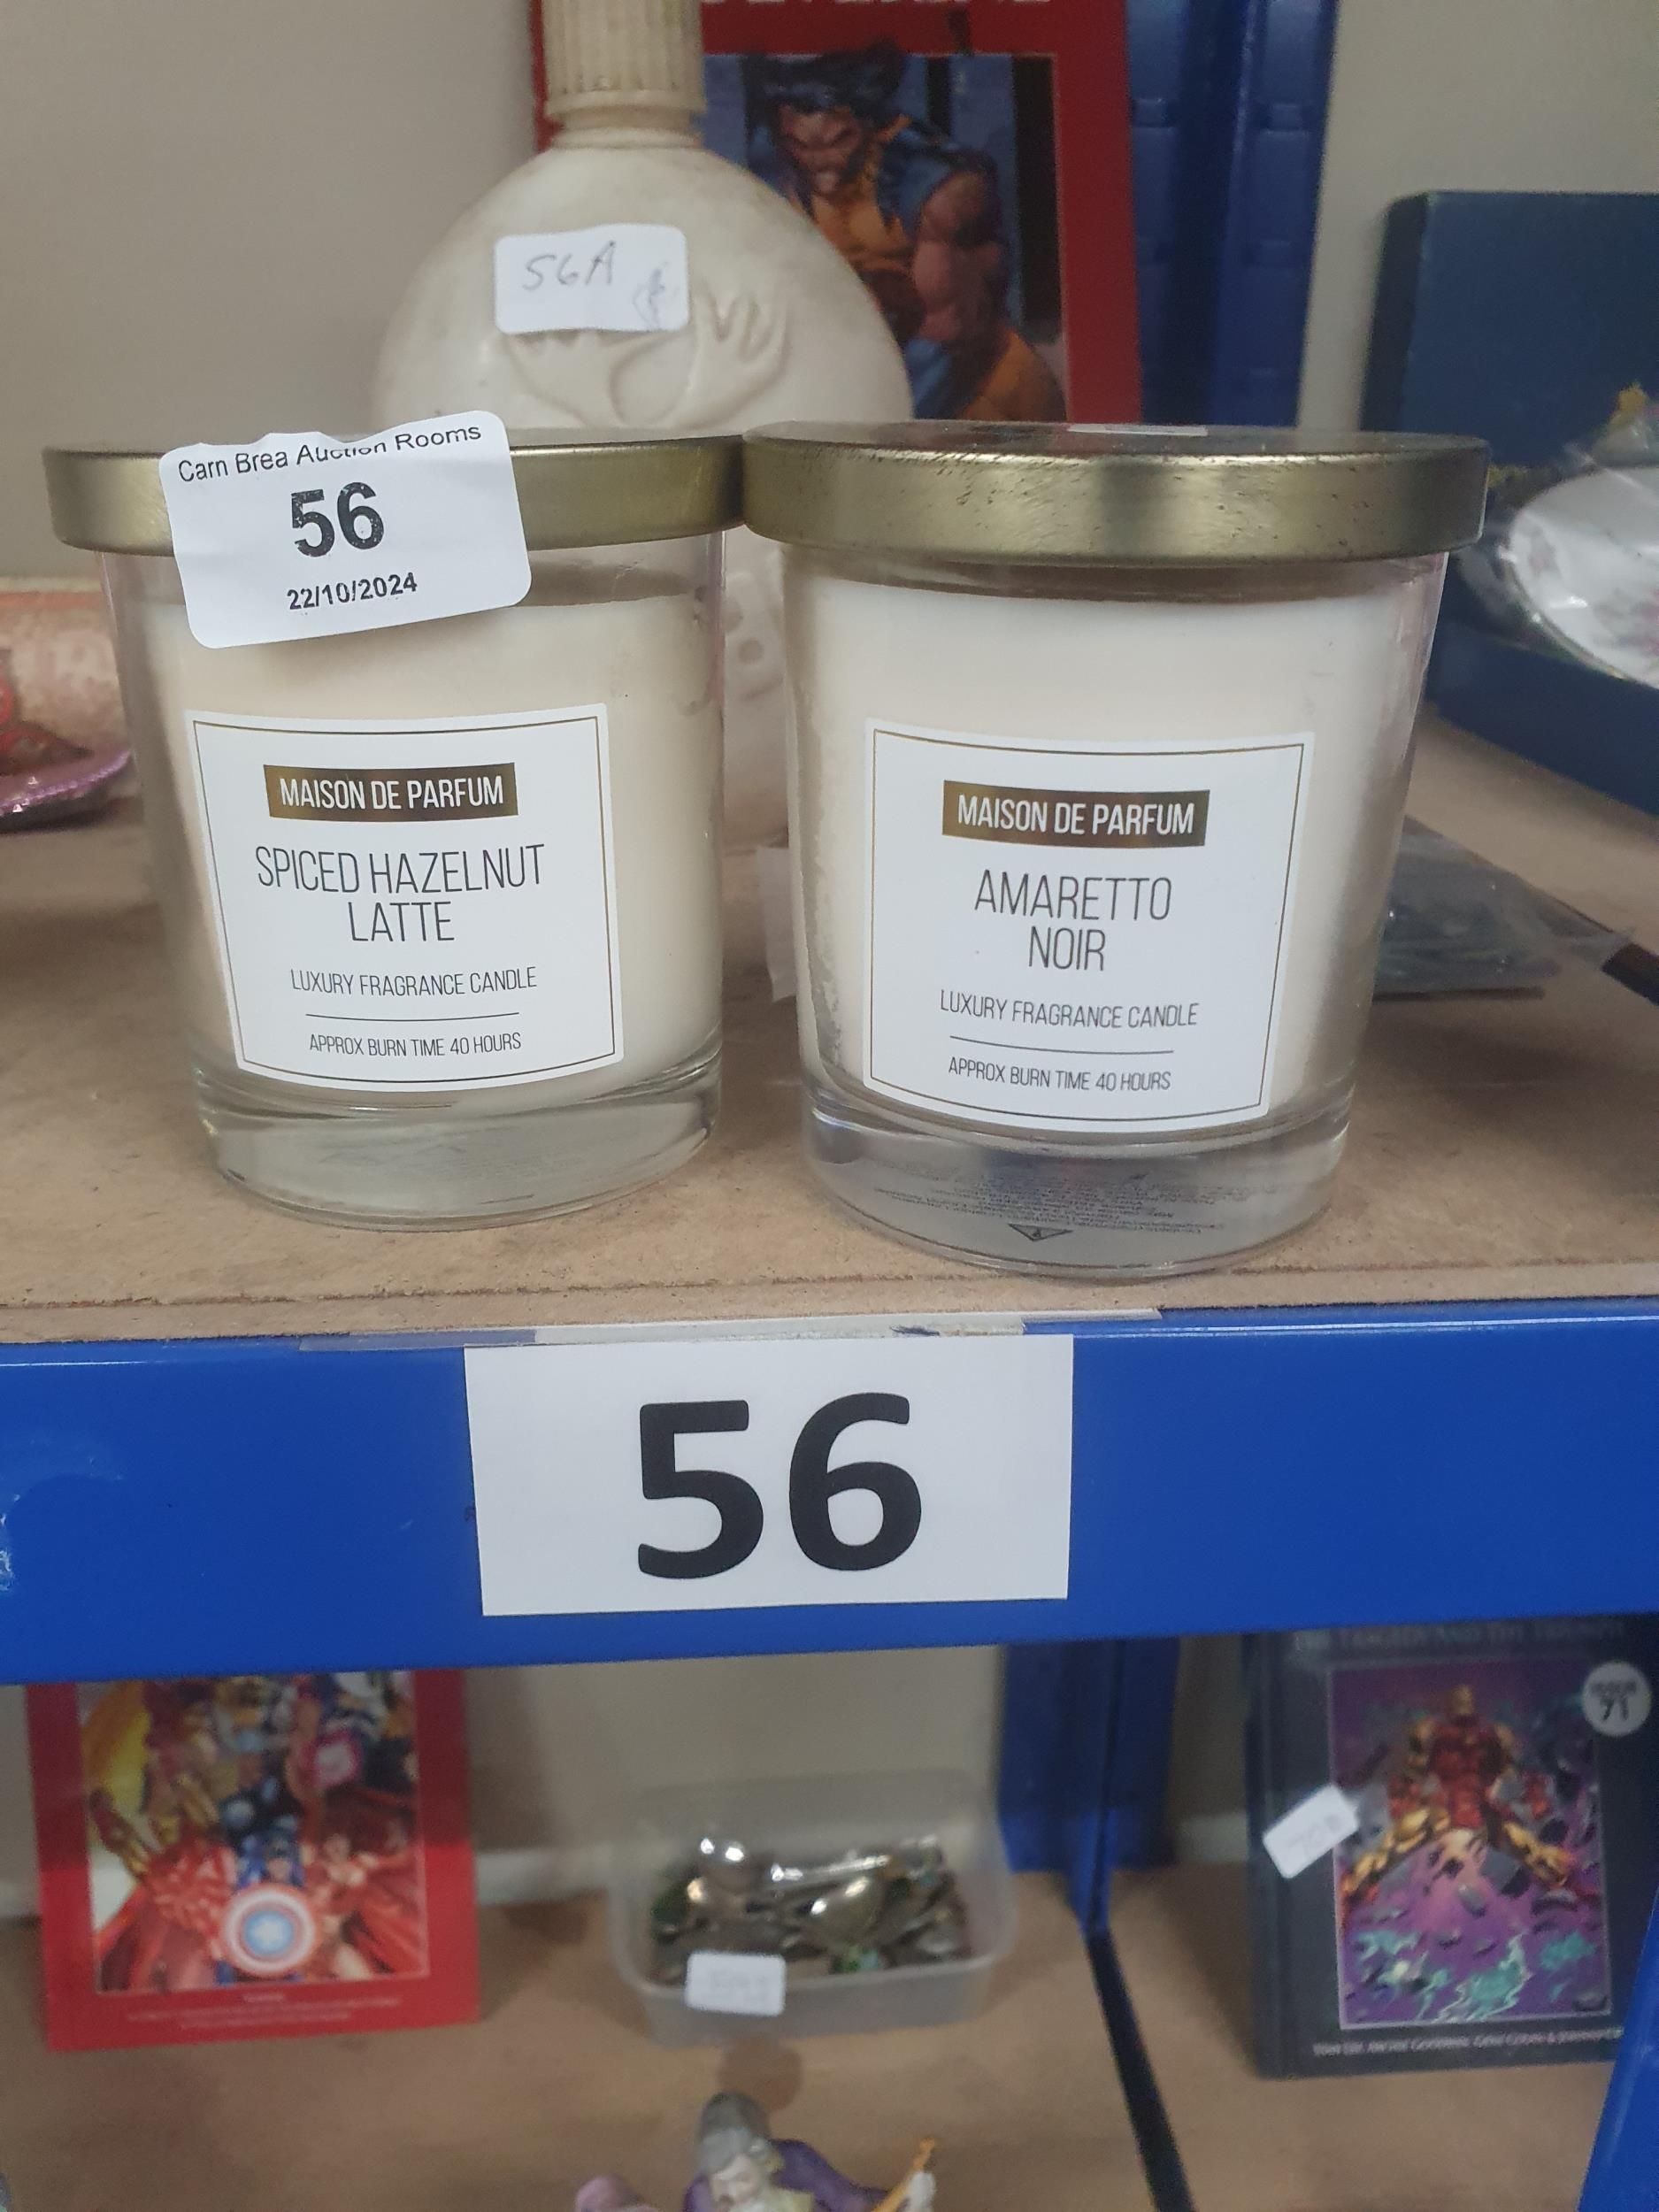 56A
Carn Brea Auction Rooms
56
22/10/2024
MAISON DE PARFUM
SPICED HAZELNUT
LATTE
LUXURY FRAGRANCE CANDLE
APPROX BURN TIME 40 HOURS
MAISON DE PARFUM
AMARETTO
NOIR
LUXURY FRAGRANCE CANDLE
APPROX BURN TIME 40 HOURS
56
ISSUE
71